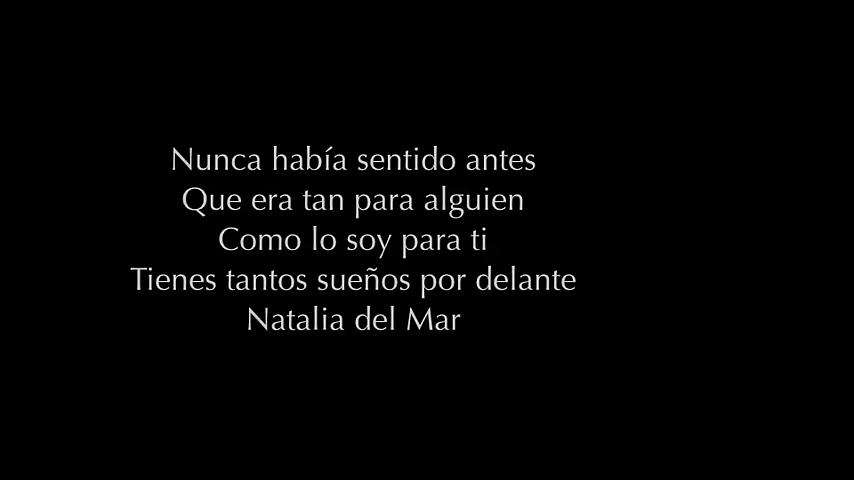 Nunca había sentido antes
Que era tan para alguien
Como lo soy para ti
Tienes tantos sueños por delante
Natalia del Mar